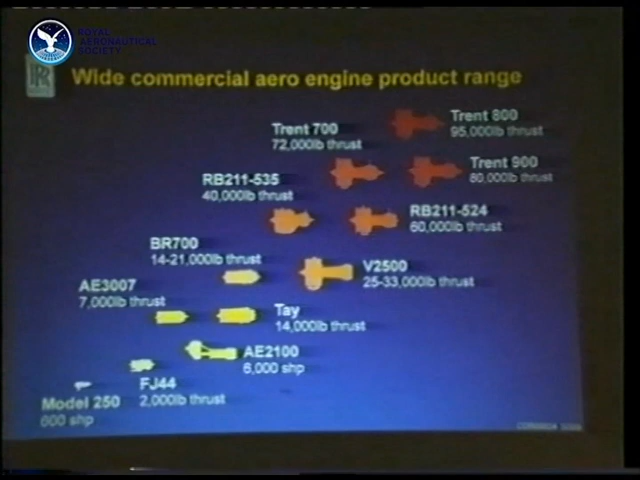 ROYAL
AERONAUTICAL
SOCIETY
RR
Wide commercial aero engine product range
Trent 800
95,000lb thrust
Trent 700
72,000lb thrust
Trent 900
80,000lb thrust
RB211-535
40,000lb thrust
RB211-524
60,000lb thrust
BR700
14-21,000lb thrust
V2500
25-33,000lb thrust
AE3007
7,000lb thrust
Tay
14,000lb thrust
AE2100
6,000 shp
FJ44
2,000lb thrust
Model 250
600 shp